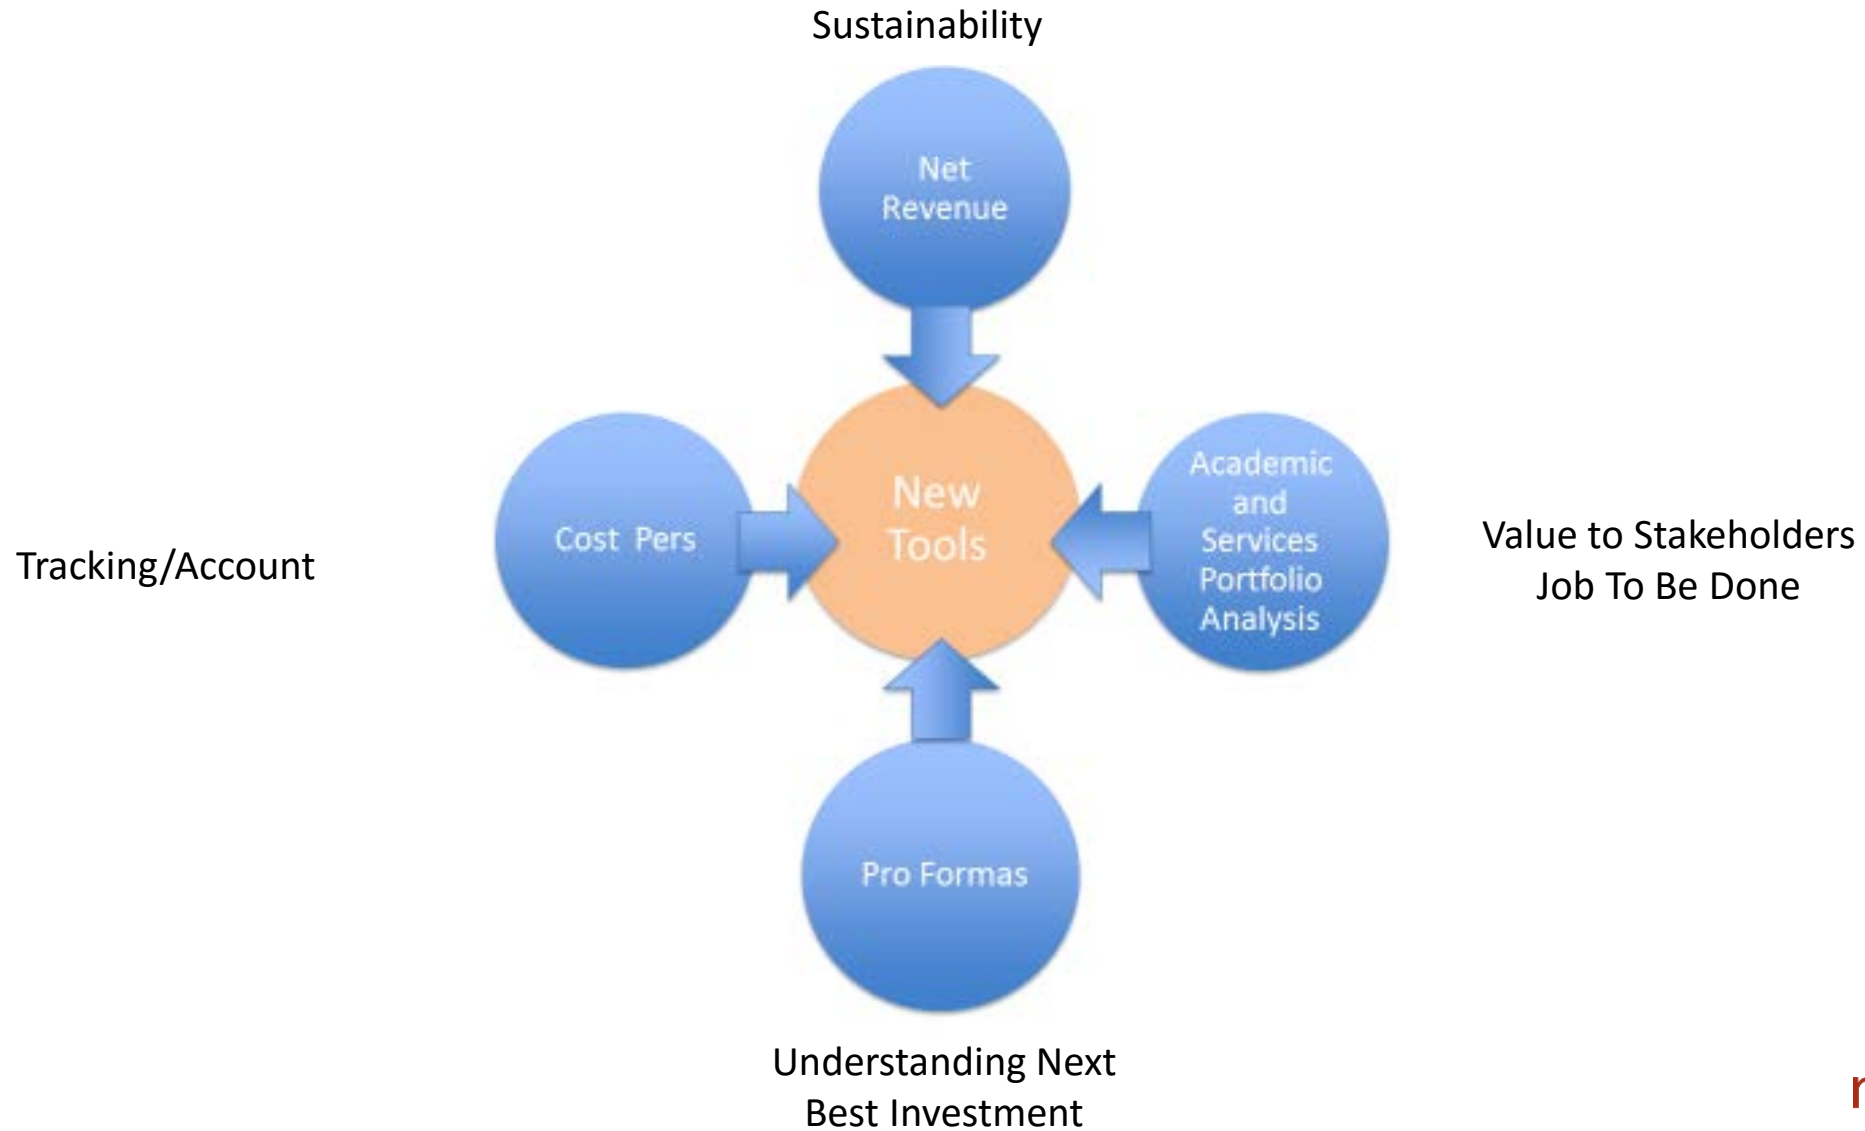 Sustainability
Net
Revenue
Tracking/Account
Cost Pers
New
Tools
Academic
and
Services
Portfolio
Analysis
Value to Stakeholders
Job To Be Done
Pro Formas
Understanding Next
Best Investment